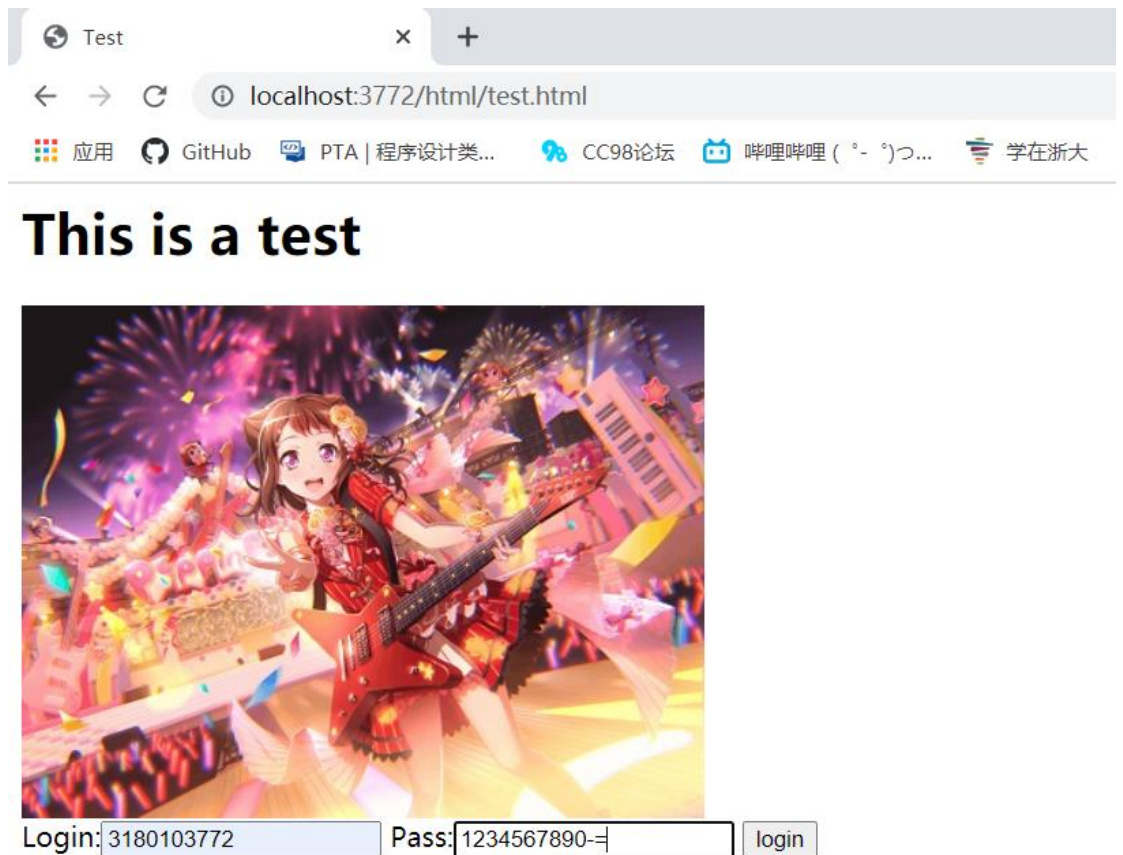 Test × +
localhost:3772/html/test.html
应用 GitHub PTA | 程序设计类... CC98论坛 哔哩哔哩 ( ゜- ゜)つ... 学在浙大
This is a test
Login: 3180103772 Pass: 1234567890-= login